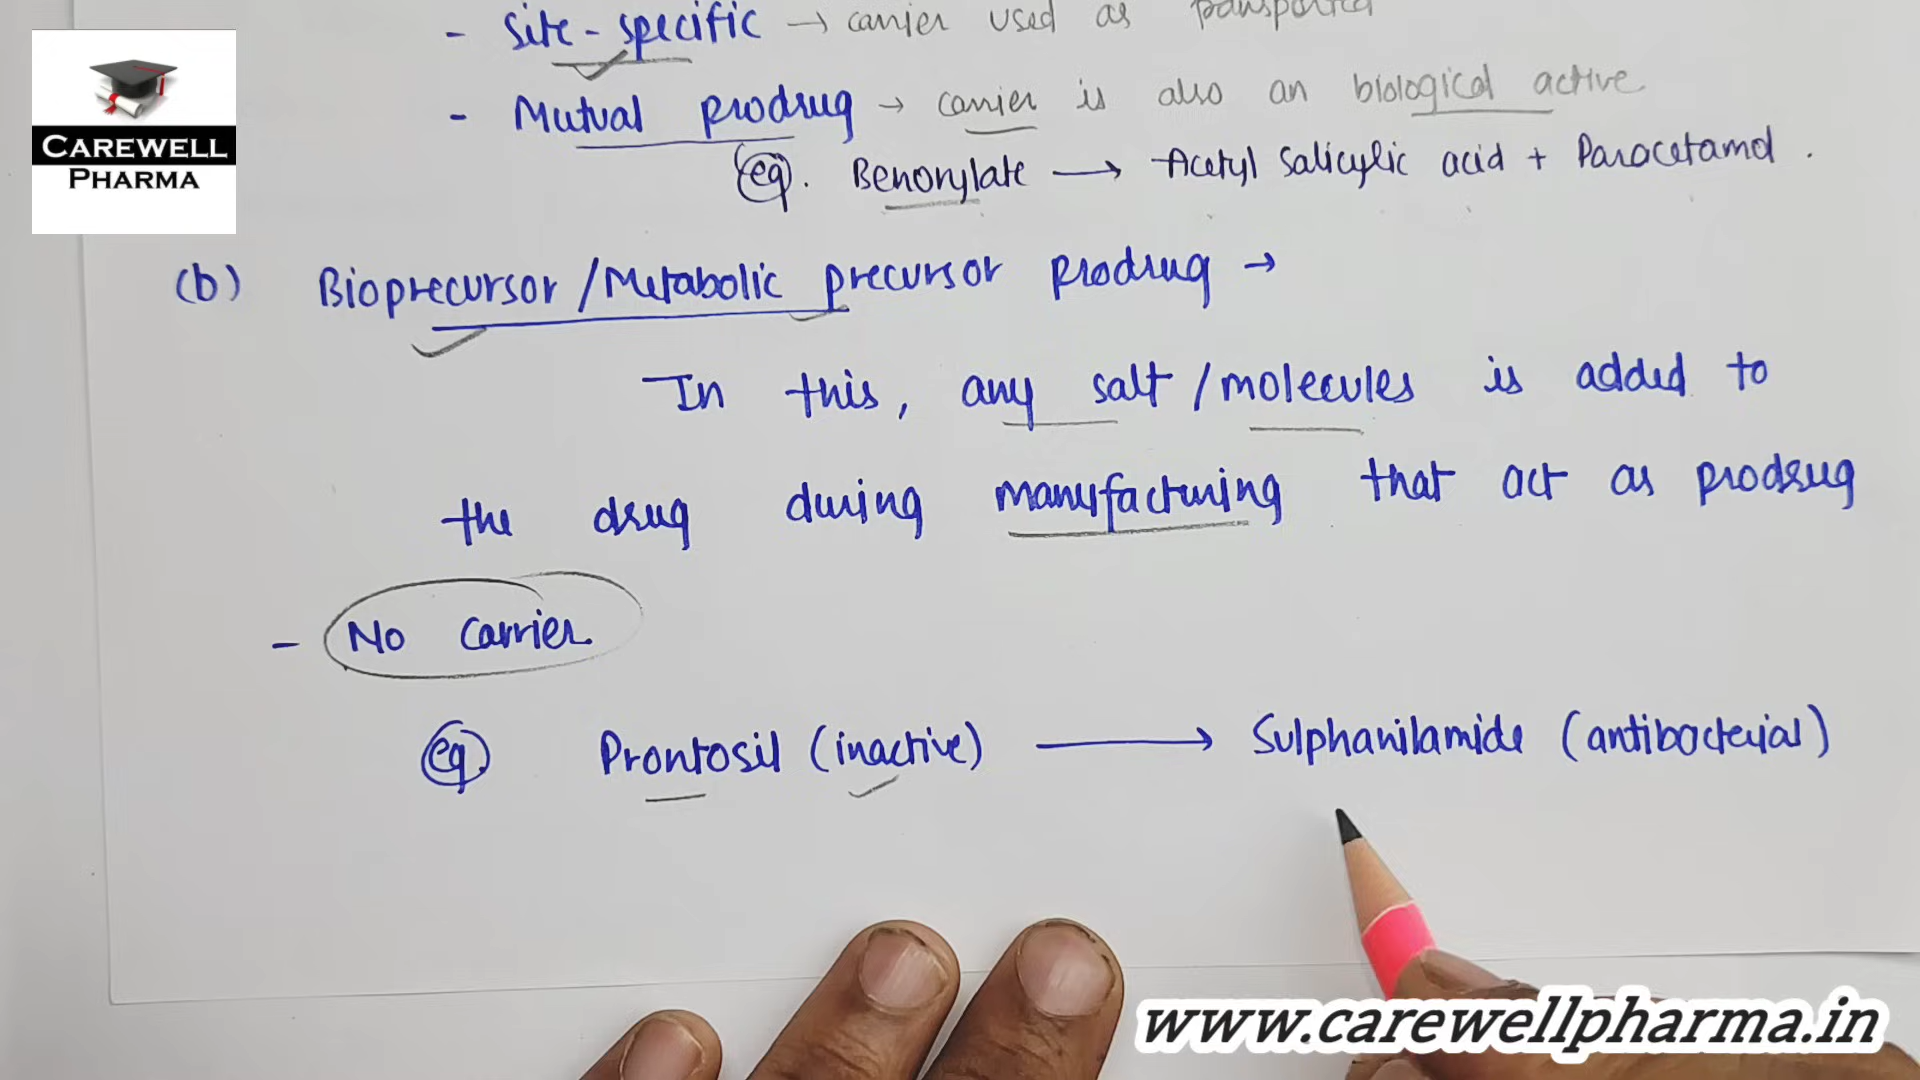 - Site-specific → carrier used as
- Mutual prodrug → carrier is also an biological active
CAREWELL
PHARMA
(eg). Benorylate → Acetyl salicylic acid + Paracetamol.
(b) Bioprecursor/Metabolic precursor prodrug →
In this, any salt/molecules is added to
the drug during manufacturing that act as prodrug
- No carrier
(eg) Prontosil (inactive) → Sulphanilamide (antibacterial)
www.carewellpharma.in